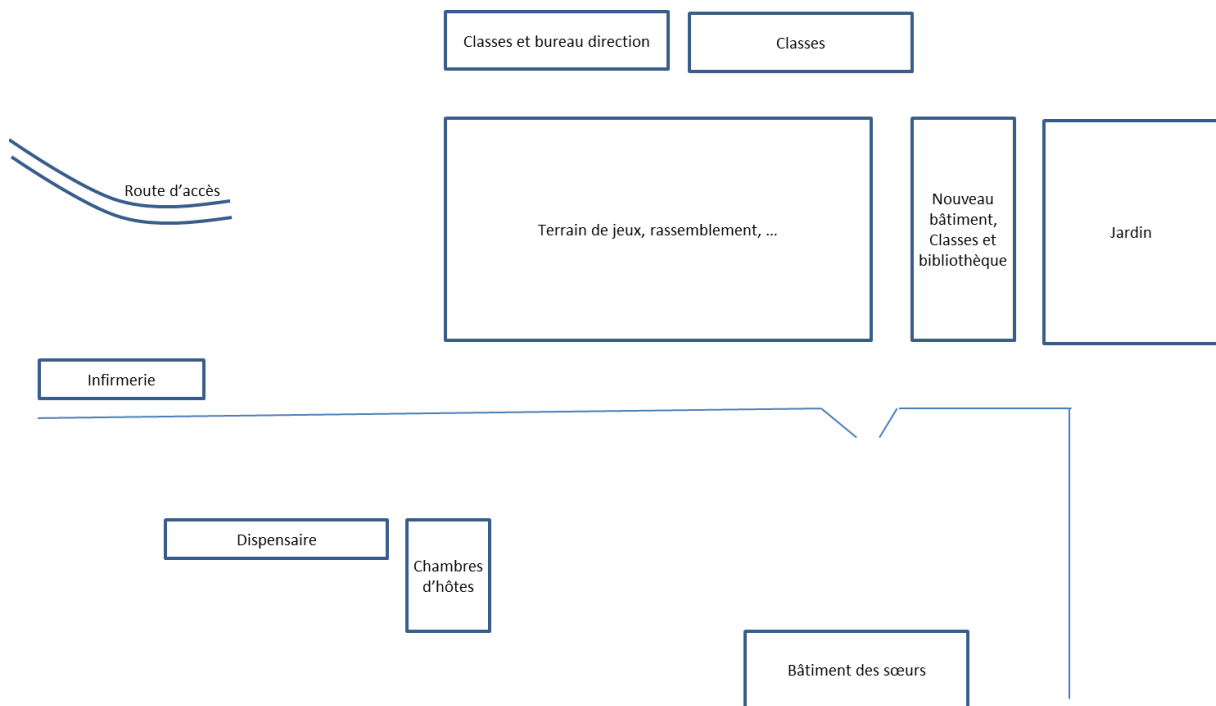 Classes et bureau direction
Classes
Route d’accès
Terrain de jeux, rassemblement, ...
Nouveau
bâtiment,
Classes et
bibliothèque
Jardin
Infirmerie
Dispensaire
Chambres
d’hôtes
Bâtiment des sœurs